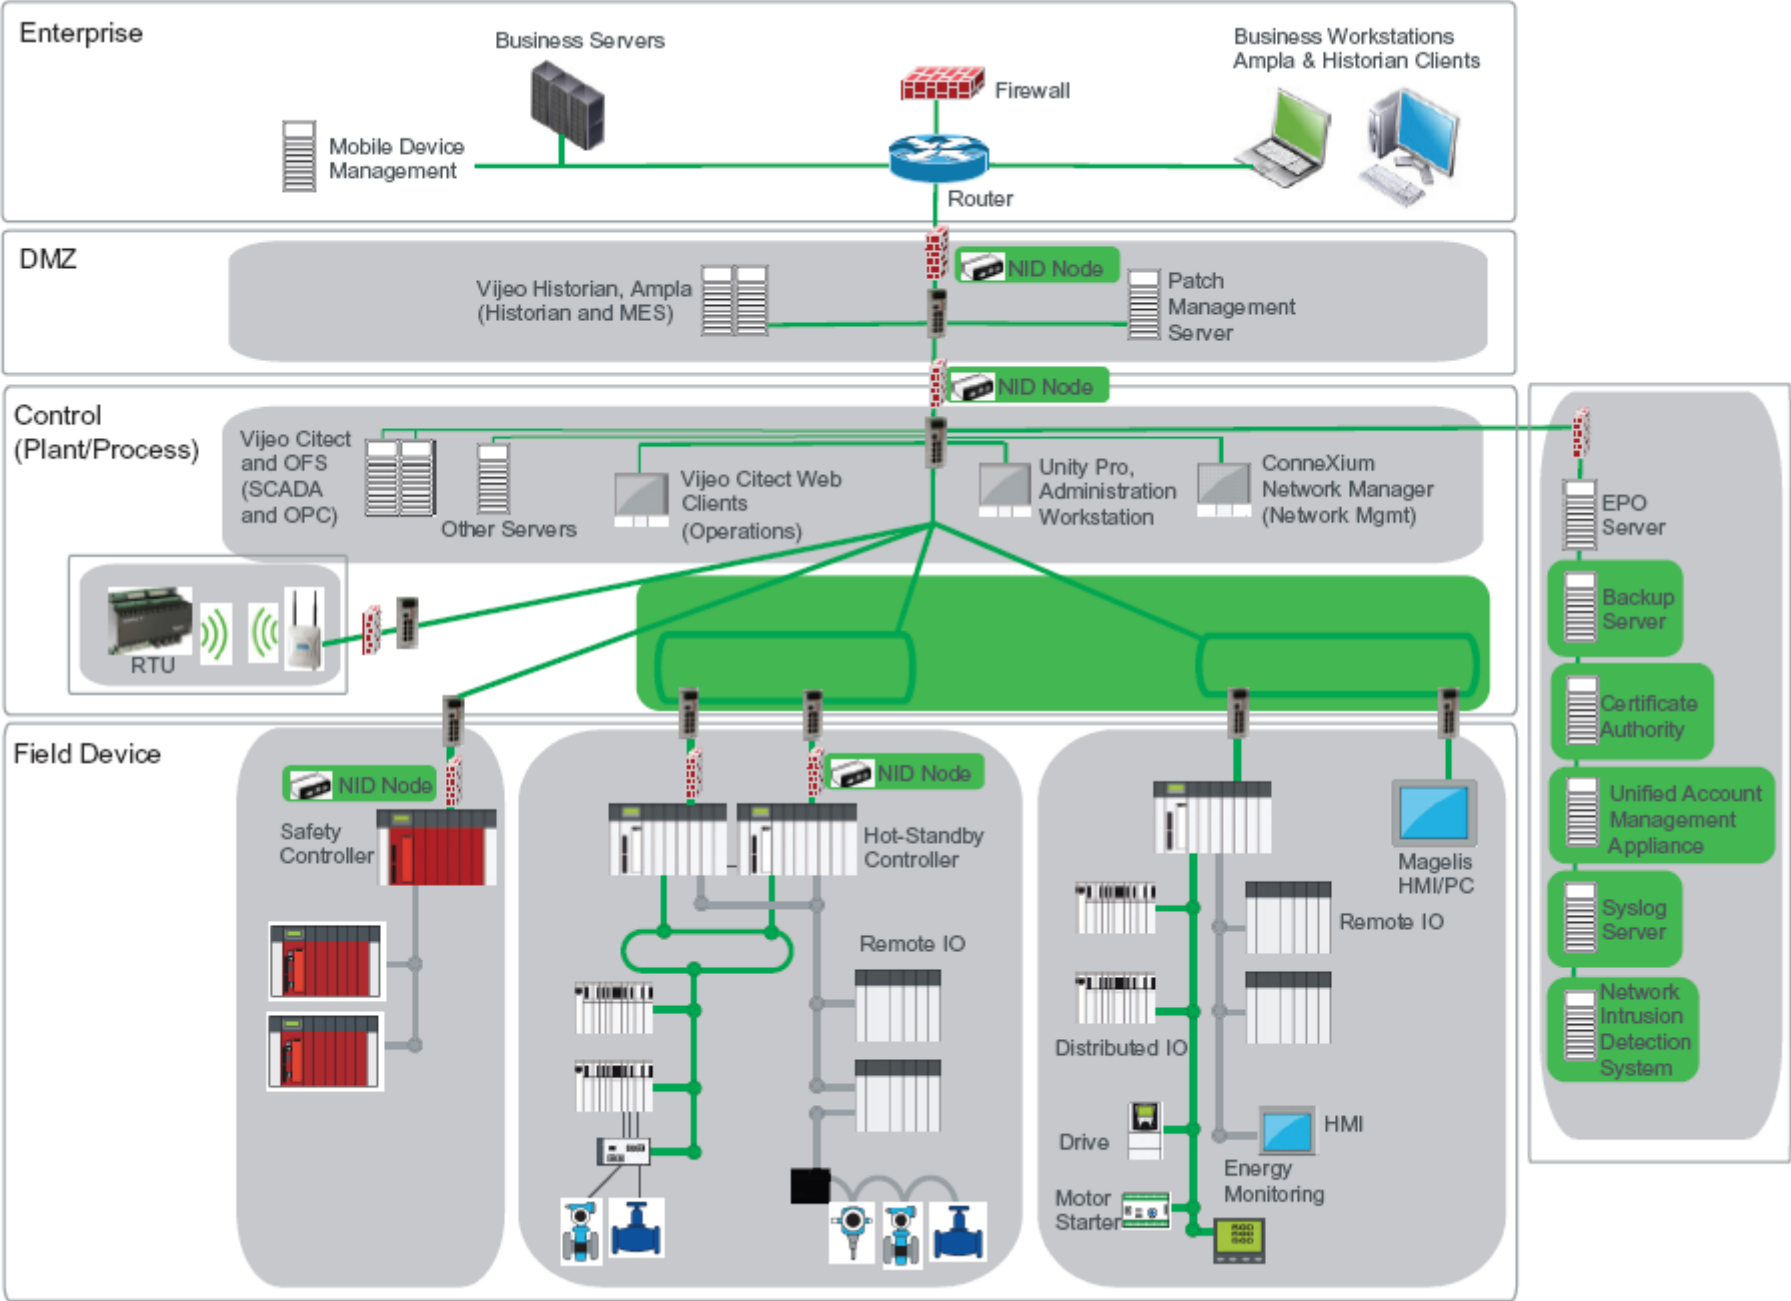 Enterprise
Business Servers
Mobile Device
Management
Firewall
Router
Business Workstations
Ampla & Historian Clients
DMZ
Vijeo Historian, Ampla
(Historian and MES)
NID Node
Patch
Management
Server
NID Node
Control
(Plant/Process)
Vijeo Citect
and OFS
(SCADA
and OPC)
Other Servers
Vijeo Citect Web
Clients
(Operations)
Unity Pro,
Administration
Workstation
ConneXium
Network Manager
(Network Mgmt)
RTU
EPO
Server
Backup
Server
Certificate
Authority
Unified Account
Management
Appliance
Syslog
Server
Network
Intrusion
Detection
System
Field Device
NID Node
Safety
Controller
NID Node
Hot-Standby
Controller
Remote IO
Magelis
HMI/PC
Remote IO
Distributed IO
Drive
HMI
Energy
Monitoring
Motor
Starter